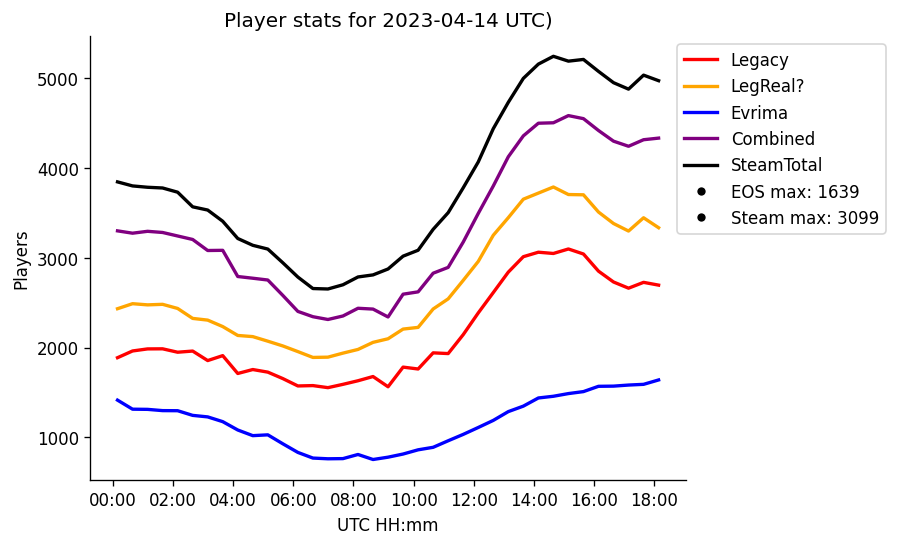 Player stats for 2023-04-14 UTC)
Players
5000
4000
3000
2000
1000
00:00 02:00 04:00 06:00 08:00 10:00 12:00 14:00 16:00 18:00
UTC HH:mm
Legacy
LegReal?
Evrima
Combined
SteamTotal
EOS max: 1639
Steam max: 3099